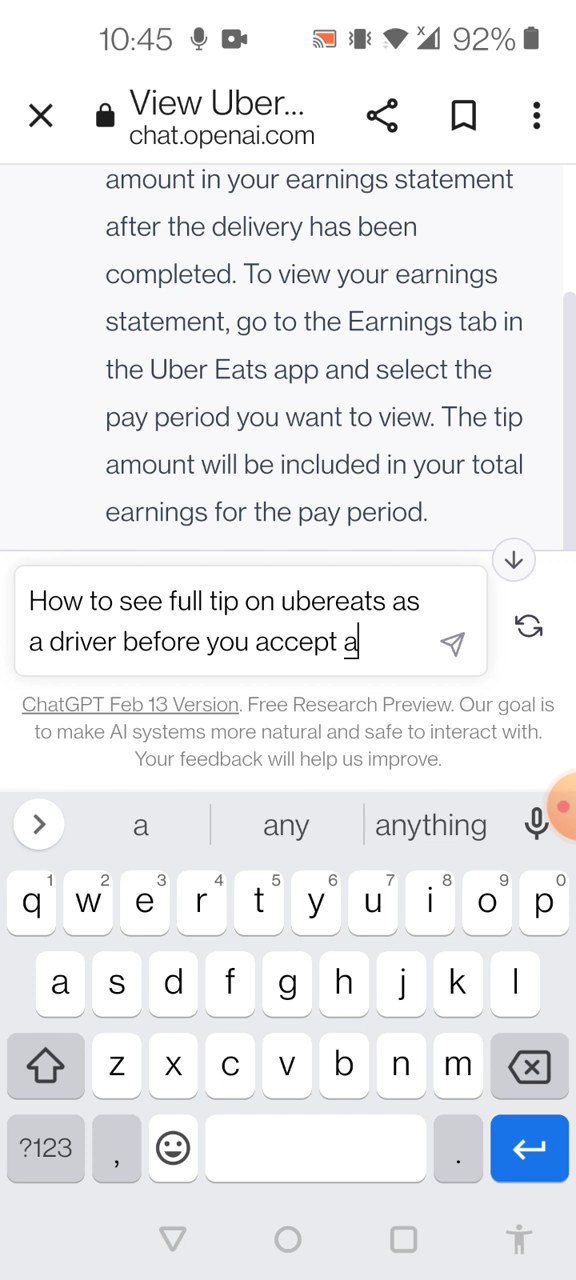 10:45 92%
View Uber...
chat.openai.com
amount in your earnings statement
after the delivery has been
completed. To view your earnings
statement, go to the Earnings tab in
the Uber Eats app and select the
pay period you want to view. The tip
amount will be included in your total
earnings for the pay period.
How to see full tip on ubereats as
a driver before you accept a
ChatGPT Feb 13 Version. Free Research Preview. Our goal is
to make AI systems more natural and safe to interact with.
Your feedback will help us improve.
a any anything
1 2 3 4 5 6 7 8 9 0
q w e r t y u i o p
a s d f g h j k l
z x c v b n m
?123 , .